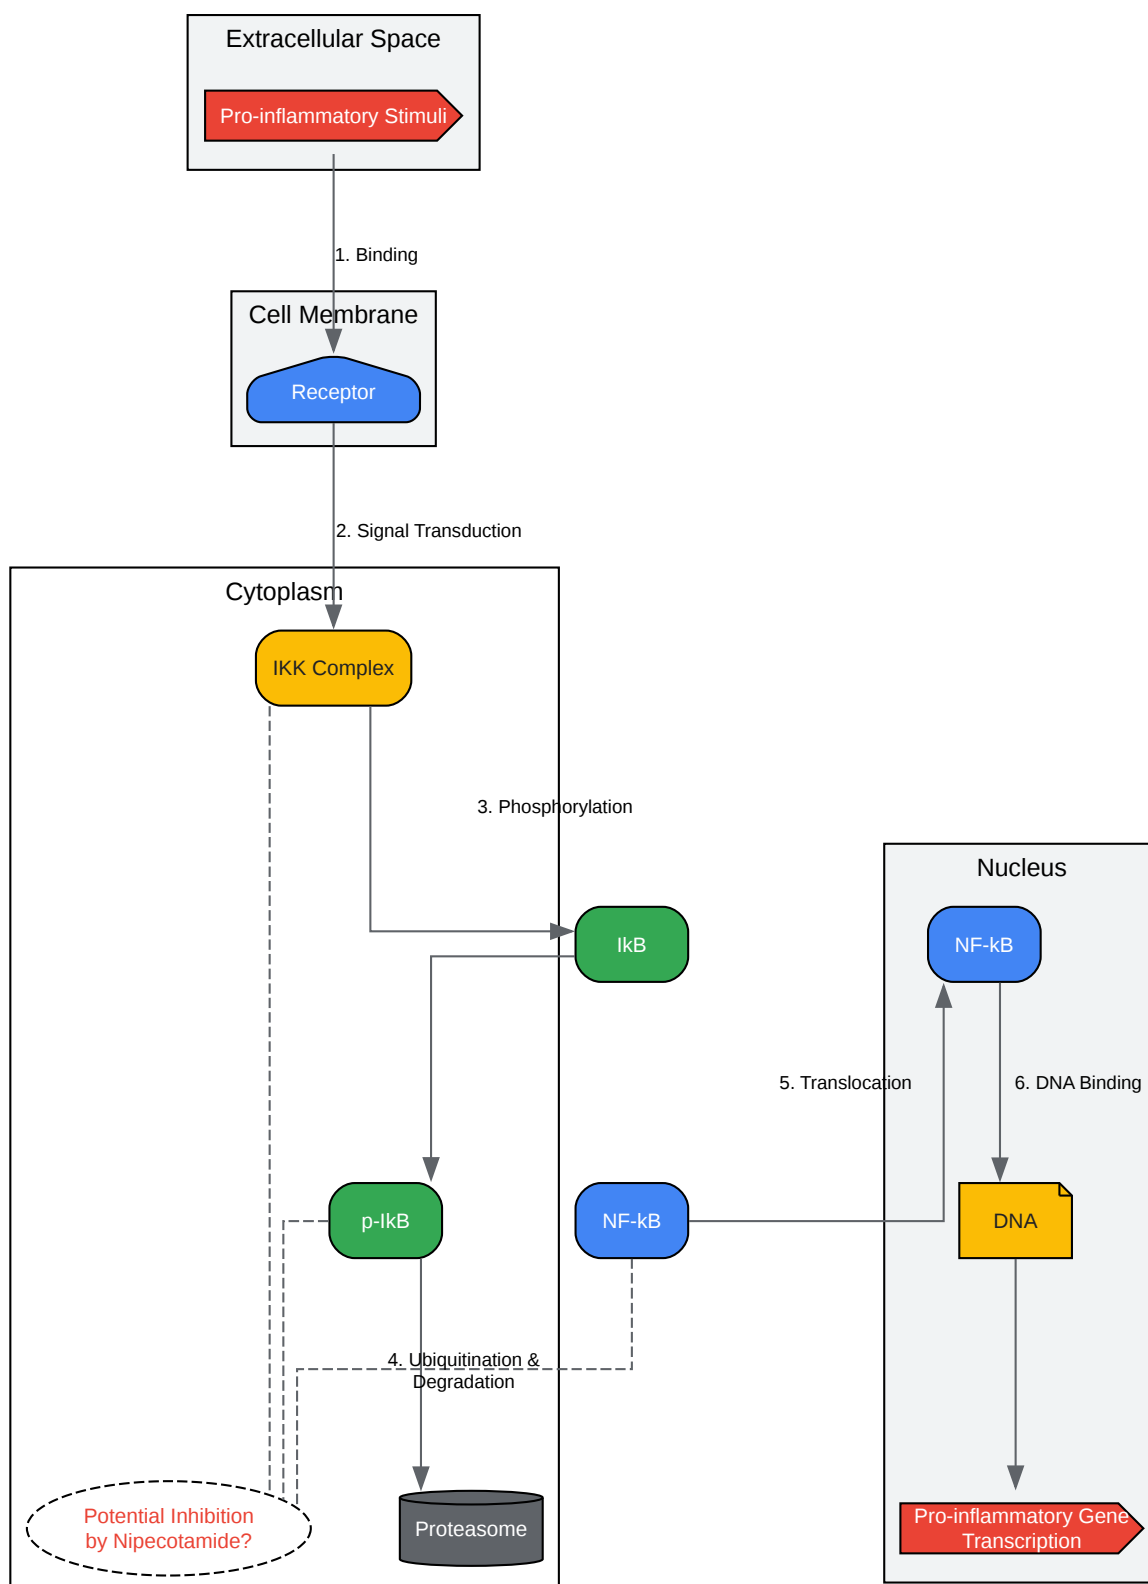 Extracellular Space
Pro-inflammatory Stimuli
1. Binding
Cell Membrane
Receptor
2. Signal Transduction
Cytoplasm
IKK Complex
3. Phosphorylation
Nucleus
IkB
NF-kB
5. Translocation
6. DNA Binding
p-IkB
NF-kB
DNA
4. Ubiquitination &
Degradation
Potential Inhibition
by Nipecotamide?
Proteasome
Pro-inflammatory Gene
Transcription